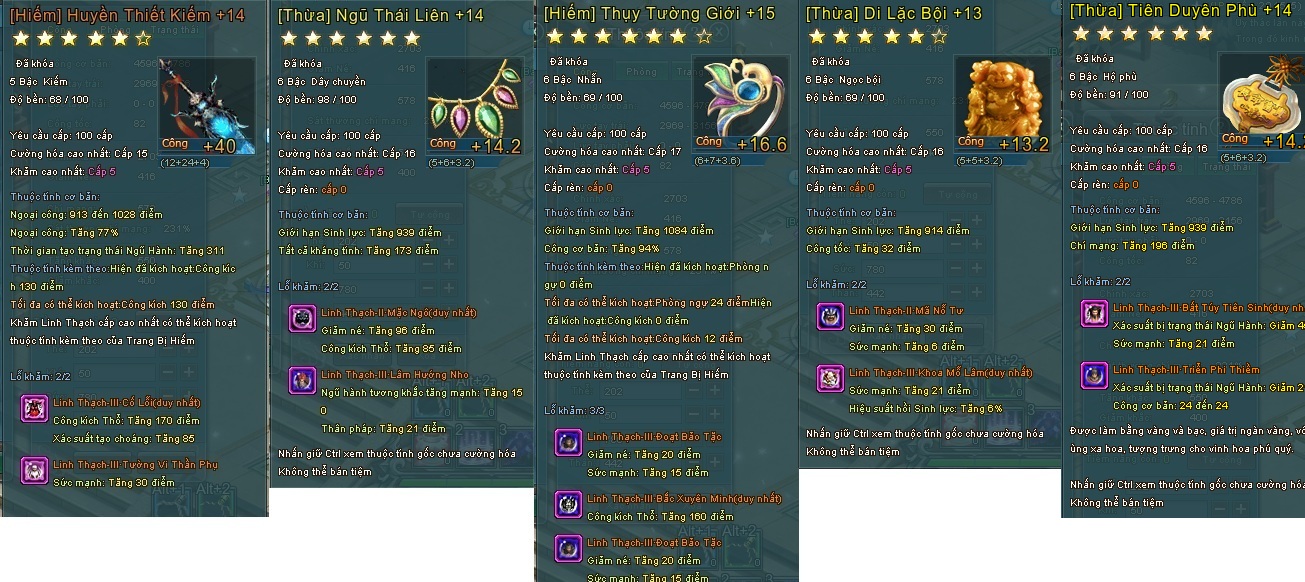 [Hiếm] Huyền Thiết Kiếm +14
Đã khóa
5 Bậc Kiếm
Độ bền: 68 / 100
Công +40
(12+24+4)
Yêu cầu cấp: 100 cấp
Cường hóa cao nhất: Cấp 15
Khảm cao nhất: Cấp 5
Thuộc tính cơ bản:
Ngoại công: 913 đến 1028 điểm
Ngoại công: Tăng 77%
Thời gian tạo trạng thái Ngũ Hành: Tăng 311
Thuộc tính kèm theo:Hiện đã kích hoạt:Công kíc
h 130 điểm
Tối đa có thể kích hoạt:Công kích 130 điểm
Khảm Linh Thạch cấp cao nhất có thể kích hoạt
thuộc tính kèm theo của Trang Bị Hiếm
Lỗ khảm: 2/2
Linh Thạch-III:Cổ Lỗi(duy nhất)
Công kích Thổ: Tăng 170 điểm
Xác suất tạo choáng: Tăng 85
Linh Thạch-III:Tường Vi Thần Phụ
Sức mạnh: Tăng 30 điểm
[Thừa] Ngũ Thái Liên +14
Đã khóa
6 Bậc Dây chuyền
Độ bền: 98 / 100
Công +14.2
(5+6+3.2)
Yêu cầu cấp: 100 cấp
Cường hóa cao nhất: Cấp 16
Khảm cao nhất: Cấp 5
Cấp rèn: cấp 0
Thuộc tính cơ bản:
Giới hạn Sinh lực: Tăng 939 điểm
Tất cả kháng tính: Tăng 173 điểm
Lỗ khảm: 2/2
Linh Thạch-III:Mặc Ngô(duy nhất)
Giảm né: Tăng 96 điểm
Công kích Thổ: Tăng 85 điểm
Linh Thạch-III:Lâm Hướng Nho
Ngũ hành tương khắc tăng mạnh: Tăng 15
0
Thân pháp: Tăng 21 điểm
Nhấn giữ Ctrl xem thuộc tính gốc chưa cường hóa
Không thể bán tiệm
[Hiếm] Thụy Tường Giới +15
Đã khóa
6 Bậc Nhẫn
Độ bền: 69 / 100
Công +16.6
(6+7+3.6)
Yêu cầu cấp: 100 cấp
Cường hóa cao nhất: Cấp 17
Khảm cao nhất: Cấp 5
Cấp rèn: cấp 0
Thuộc tính cơ bản:
Giới hạn Sinh lực: Tăng 1084 điểm
Công cơ bản: Tăng 94%
Thuộc tính kèm theo:Hiện đã kích hoạt:Phòng n
gự 0 điểm
Tối đa có thể kích hoạt:Phòng ngự 24 điểmHiện
đã kích hoạt:Công kích 0 điểm
Tối đa có thể kích hoạt:Công kích 12 điểm
Khảm Linh Thạch cấp cao nhất có thể kích hoạt
thuộc tính kèm theo của Trang Bị Hiếm
Lỗ khảm: 3/3
Linh Thạch-III:Đoạt Bảo Tặc
Giảm né: Tăng 20 điểm
Sức mạnh: Tăng 15 điểm
Linh Thạch-III:Bắc Xuyên Minh(duy nhất)
Công kích Thổ: Tăng 160 điểm
Linh Thạch-III:Đoạt Bảo Tặc
Giảm né: Tăng 20 điểm
Sức mạnh: Tăng 15 điểm
[Thừa] Di Lặc Bội +13
Đã khóa
6 Bậc Ngọc bội
Độ bền: 69 / 100
Công +13.2
(5+5+3.2)
Yêu cầu cấp: 100 cấp
Cường hóa cao nhất: Cấp 16
Khảm cao nhất: Cấp 5
Cấp rèn: cấp 0
Thuộc tính cơ bản:
Giới hạn Sinh lực: Tăng 914 điểm
Công tốc: Tăng 32 điểm
Lỗ khảm: 2/2
Linh Thạch-III:Mã Nổ Tư
Giảm né: Tăng 30 điểm
Sức mạnh: Tăng 6 điểm
Linh Thạch-III:Khoa Mổ Lâm(duy nhất)
Sức mạnh: Tăng 21 điểm
Hiệu suất hồi Sinh lực: Tăng 6%
Nhấn giữ Ctrl xem thuộc tính gốc chưa cường hóa
Không thể bán tiệm
[Thừa] Tiên Duyên Phù +14
Đã khóa
6 Bậc Hộ phù
Độ bền: 91 / 100
Công +14.2
(5+6+3.2)
Yêu cầu cấp: 100 cấp
Cường hóa cao nhất: Cấp 16
Khảm cao nhất: Cấp 5
Cấp rèn: cấp 0
Thuộc tính cơ bản:
Giới hạn Sinh lực: Tăng 939 điểm
Chí mạng: Tăng 196 điểm
Lỗ khảm: 2/2
Linh Thạch-III:Bất Túy Tiên Sinh(duy nh
Xác suất bị trạng thái Ngũ Hành: Giảm 4
Sức mạnh: Tăng 21 điểm
Linh Thạch-III:Triển Phi Thiềm
Xác suất bị trạng thái Ngũ Hành: Giảm 2
Công cơ bản: 24 đến 24
Được làm bằng vàng và bạc, giá trị ngàn vàng, vô
ùng xa hoa, tượng trưng cho vinh hoa phú quý.
Nhấn giữ Ctrl xem thuộc tính gốc chưa cường hóa
Không thể bán tiệm